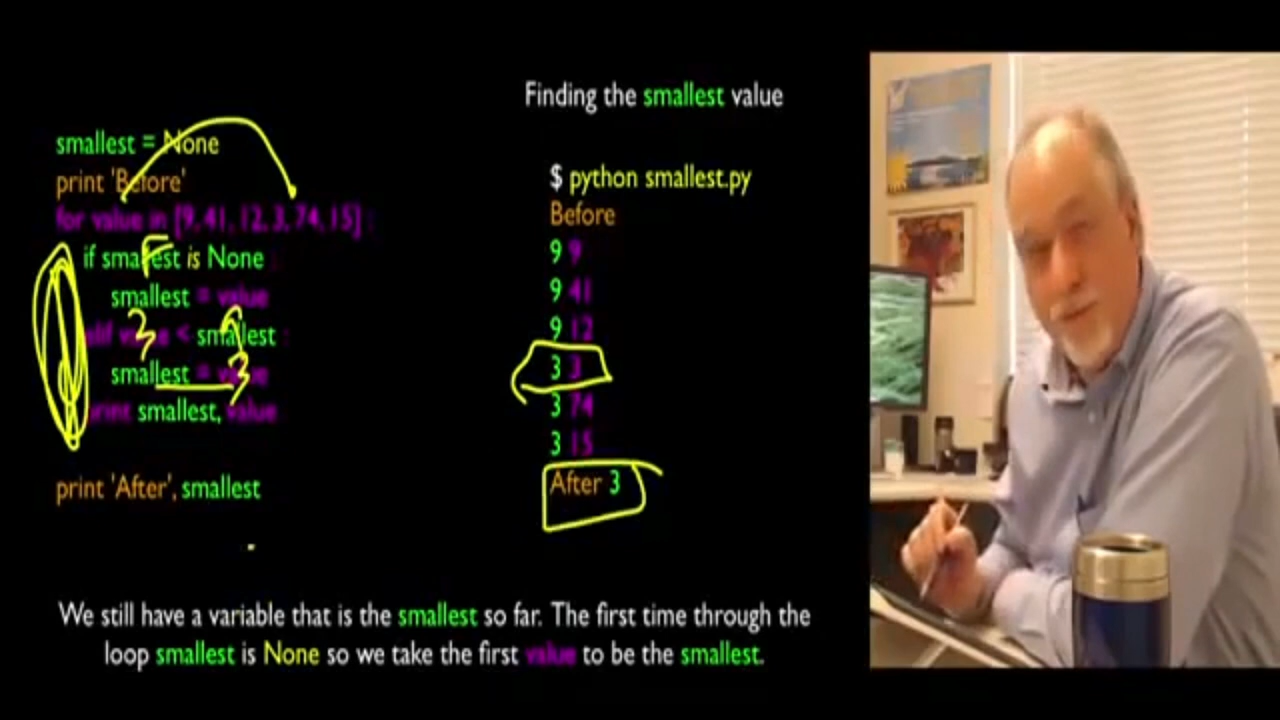 Finding the smallest value
smallest = None
print 'Before'
for value in [9, 41, 12, 3, 74, 15] :
if smallest is None :
smallest = value
elif value < smallest :
smallest = value
print smallest, value
print 'After', smallest
F
3 9
3
$ python smallest.py
Before
9 9
9 41
9 12
3 3
3 74
3 15
After 3
We still have a variable that is the smallest so far. The first time through the
loop smallest is None so we take the first value to be the smallest.